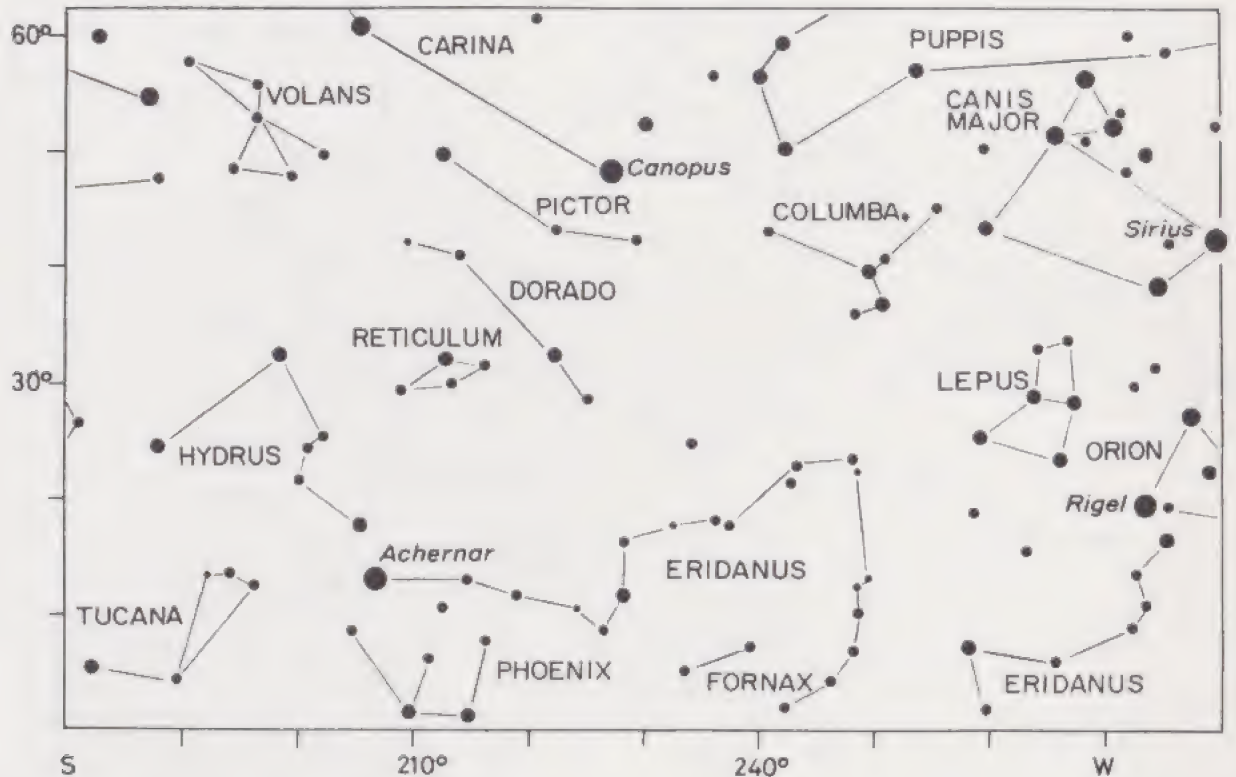 60°
CARINA
PUPPIS
VOLANS
CANIS
MAJOR
Canopus
PICTOR
COLUMBA
Sirius
DORADO
RETICULUM
30°
LEPUS
HYDRUS
ORION
Rigel
Achernar
ERIDANUS
TUCANA
PHOENIX
FORNAX
ERIDANUS
S
210°
240°
W